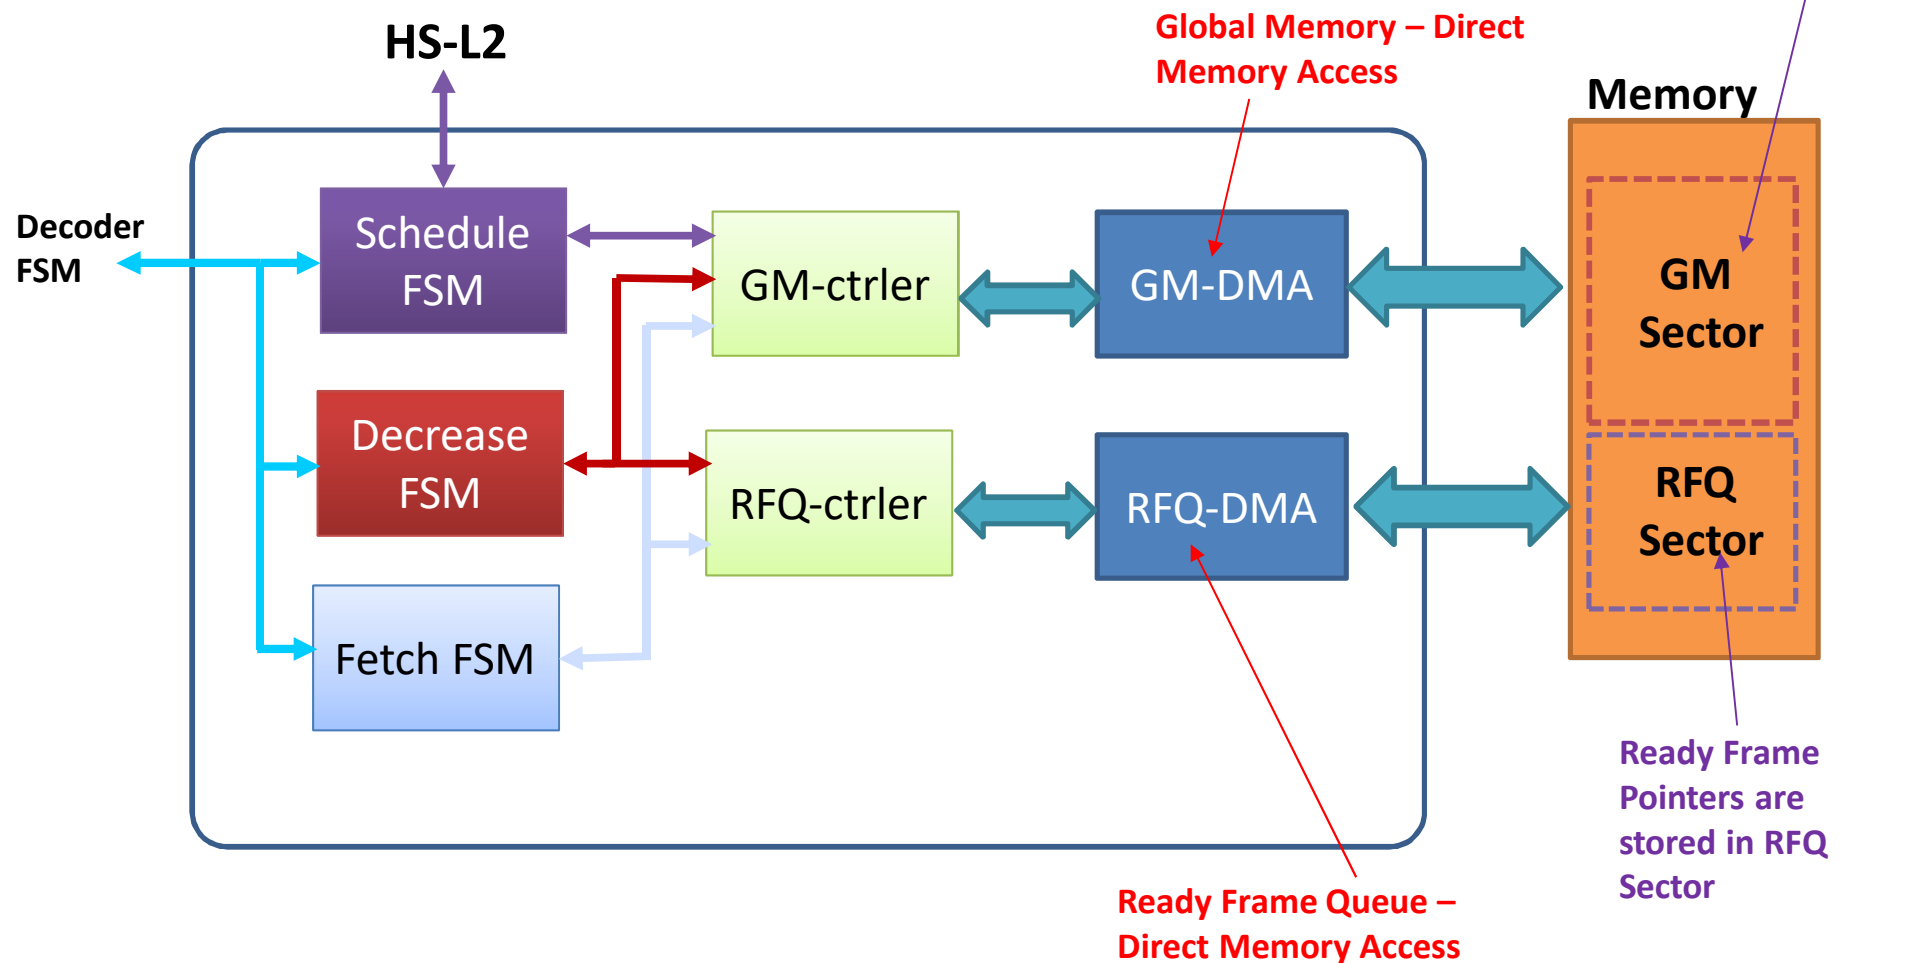 HS-L2
Global Memory – Direct
Memory Access
Memory
Decoder
FSM
Schedule
FSM
GM-ctrler
GM-DMA
GM
Sector
Decrease
FSM
RFQ-ctrler
RFQ-DMA
RFQ
Sector
Fetch FSM
Ready Frame
Pointers are
stored in RFQ
Sector
Ready Frame Queue –
Direct Memory Access